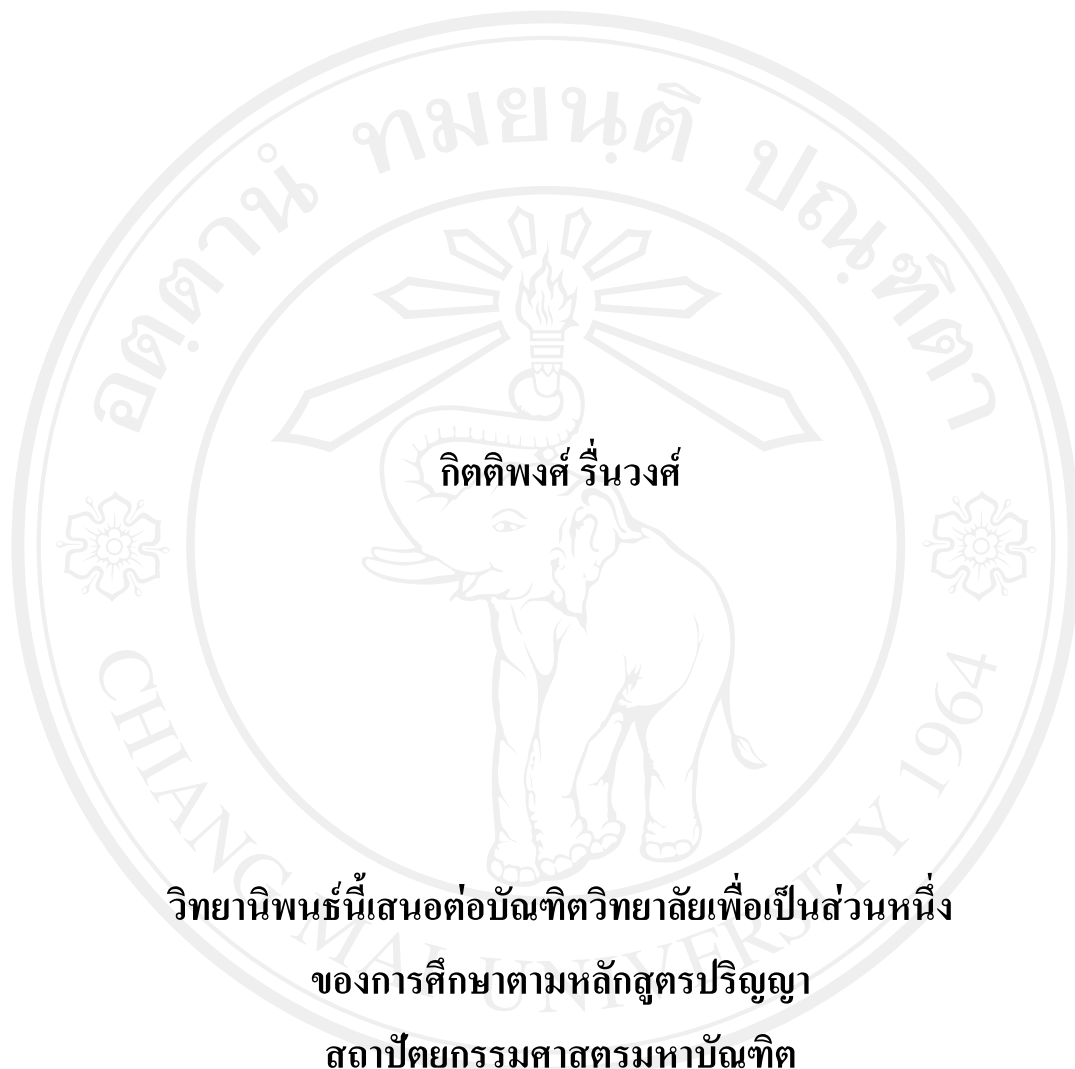 อตฺตานํ ทมยนฺติ ปณฺฑิตา
กิตติพงศ์ รื่นวงศ์
วิทยานิพนธ์นี้เสนอต่อบัณฑิตวิทยาลัยเพื่อเป็นส่วนหนึ่ง
ของการศึกษาตามหลักสูตรปริญญา
สถาปัตยกรรมศาสตรมหาบัณฑิต
CHIANG MAI UNIVERSITY 1964